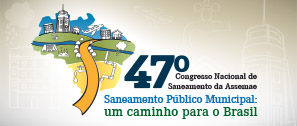 47º
Congresso Nacional de
Saneamento da Assemae
Saneamento Público Municipal:
um caminho para o Brasil